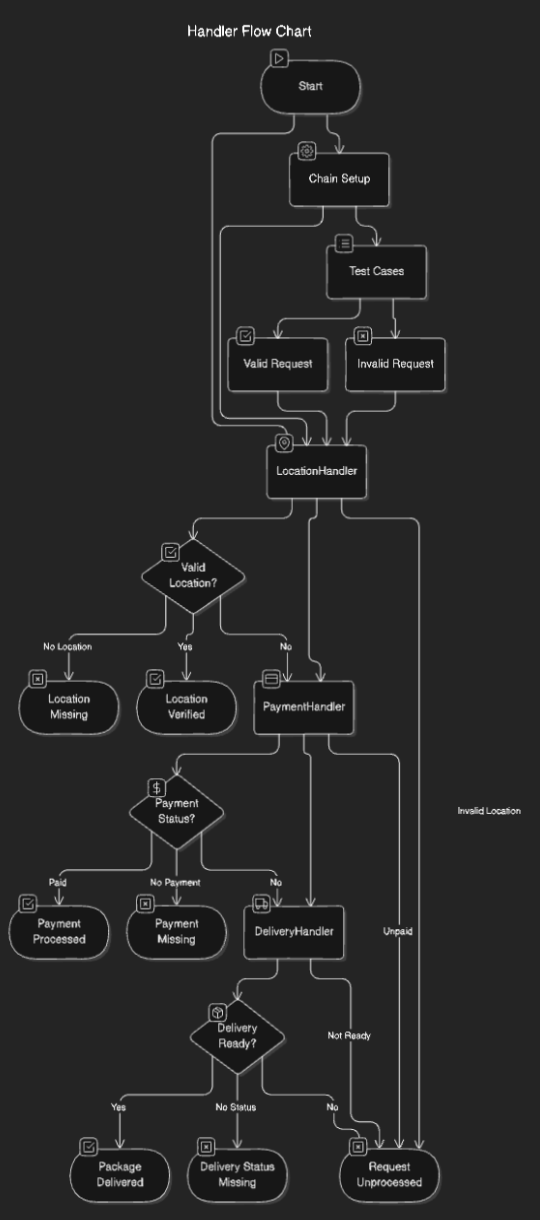 Handler Flow Chart
Start
Chain Setup
Test Cases
Valid Request
Invalid Request
LocationHandler
Valid
Location?
No Location
Yes
No
Location
Missing
Location
Verified
PaymentHandler
Payment
Status?
Invalid Location
Paid
No Payment
No
Payment
Processed
Payment
Missing
DeliveryHandler
Unpaid
Delivery
Ready?
Not Ready
Yes
No Status
No
Package
Delivered
Delivery Status
Missing
Request
Unprocessed